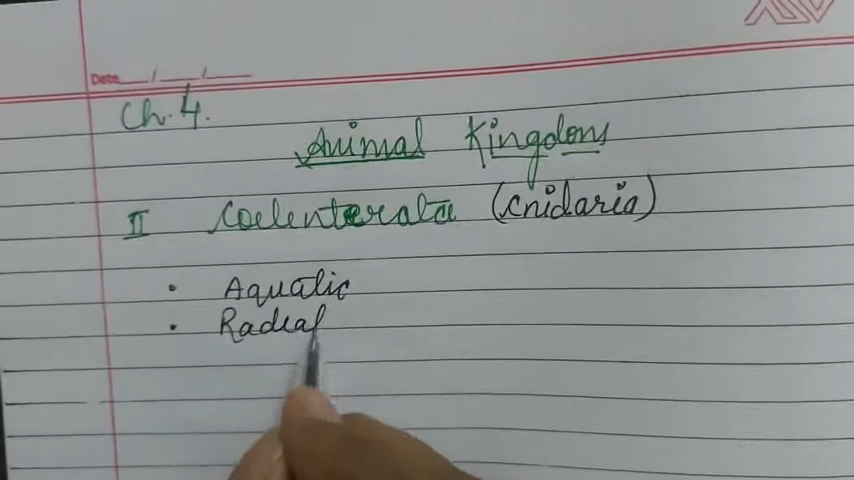 Date / /
Ch. 4.
Animal Kingdom
II Coelenterata (Cnidaria)
• Aquatic
• Radial